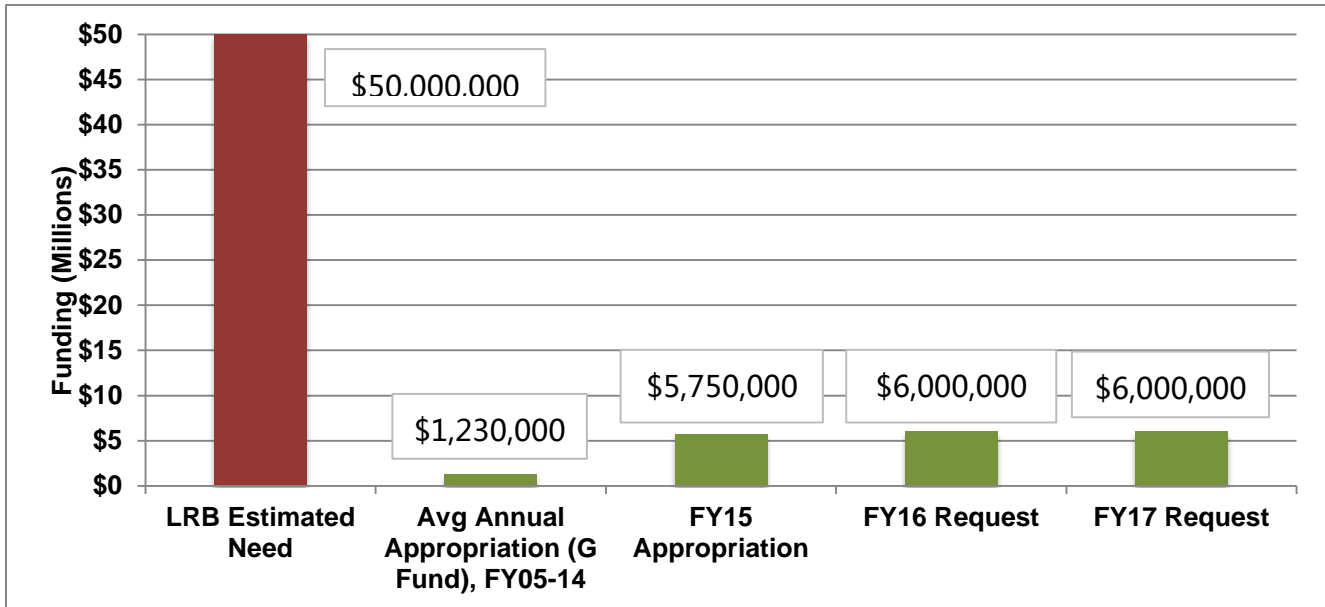 Funding (Millions)
$50
$45
$40
$35
$30
$25
$20
$15
$10
$5
$0
$50,000,000
$1,230,000
$5,750,000
$6,000,000
$6,000,000
LRB Estimated
Need
Avg Annual
Appropriation (G
Fund), FY05-14
FY15
Appropriation
FY16 Request
FY17 Request